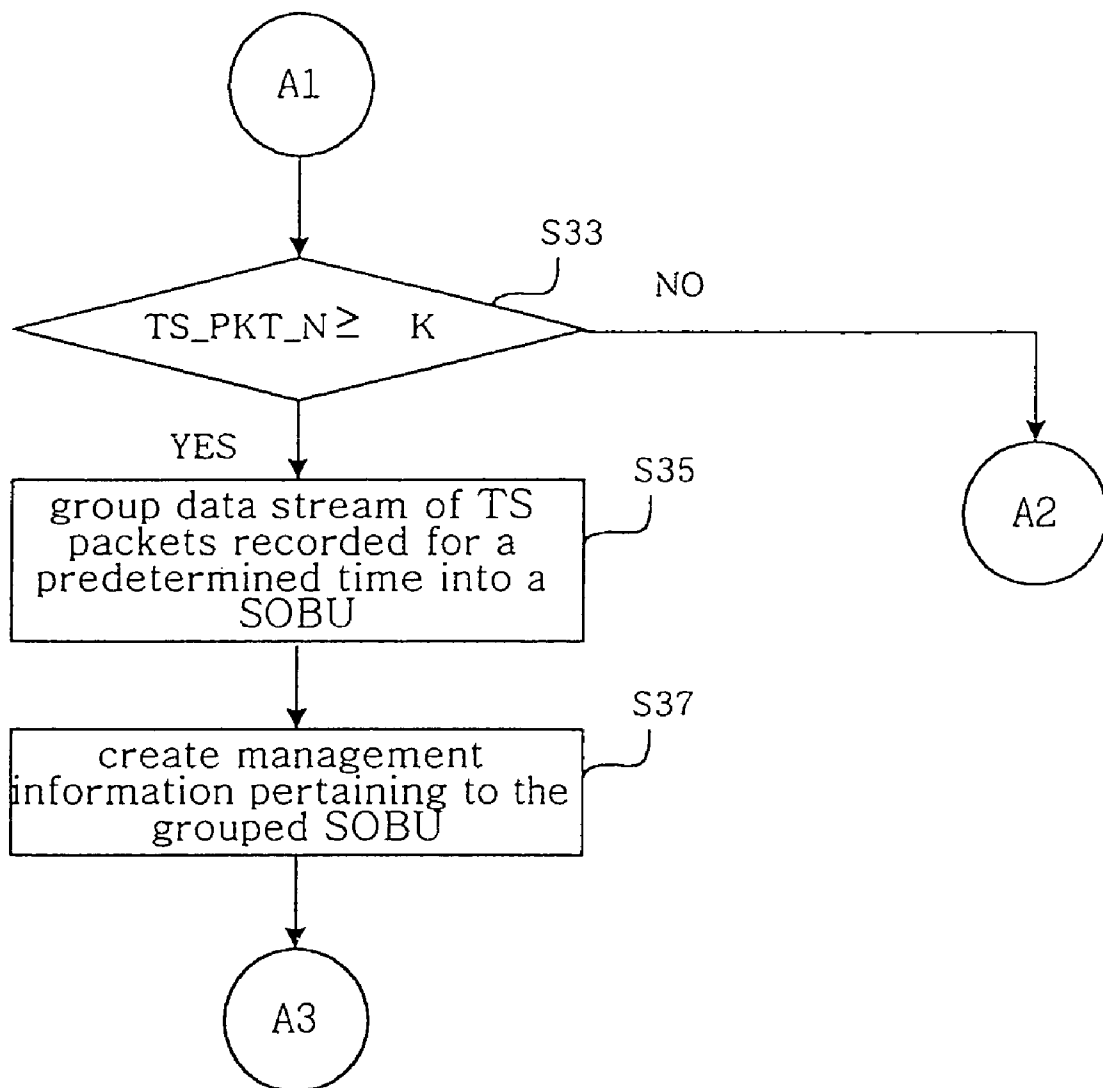 A1
S33
NO
TS_PKT_N ≥ K
YES
S35
group data stream of TS
packets recorded for a
predetermined time into a
SOBU
A2
S37
create management
information pertaining to the
grouped SOBU
A3